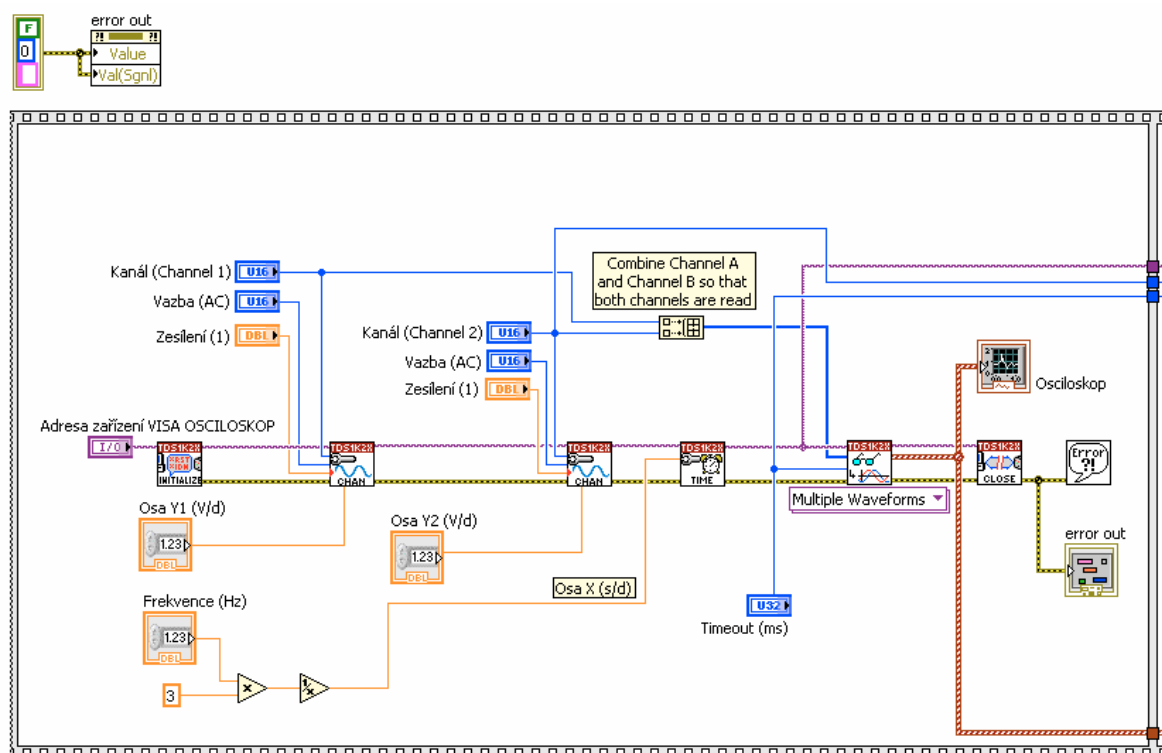 error out
F
?! ?!
0
Value
Val(Sgnl)
Combine Channel A
and Channel B so that
both channels are read
Kanál (Channel 1) U16
Vazba (AC) U16
Zesílení (1) DBL
Kanál (Channel 2) U16
Vazba (AC) U16
Zesílení (1) DBL
Osciloskop
Adresa zařízení VISA OSCILOSKOP
I/O
TDS1K2X
INITIALIZE
TDS1K2X
CHAN
TDS1K2X
CHAN
TDS1K2X
TIME
TDS1K2X
Multiple Waveforms
TDS1K2X
CLOSE
Error
?!
Osa Y1 (V/d)
1.23
DBL
Osa Y2 (V/d)
1.23
DBL
error out
Osa X (s/d)
Frekvence (Hz)
1.23
DBL
U32
Timeout (ms)
3
x
1/x